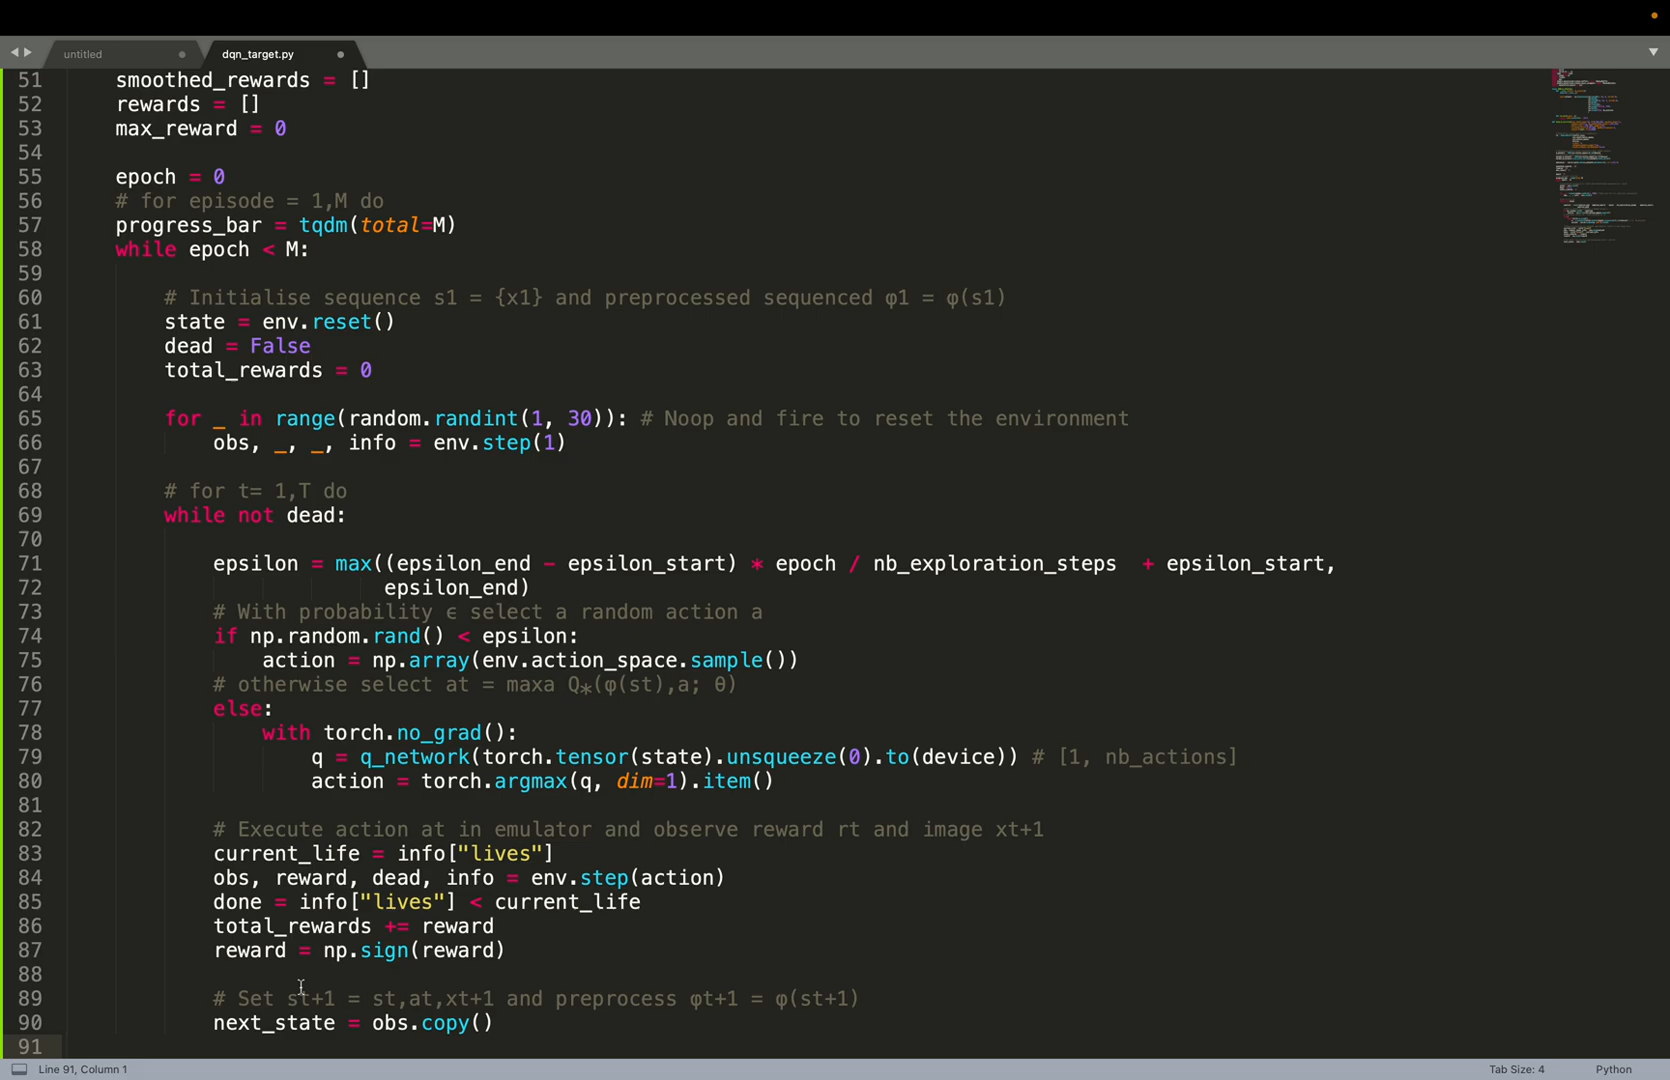 untitled
dqn_target.py
51 smoothed_rewards = []
52 rewards = []
53 max_reward = 0
54
55 epoch = 0
56 # for episode = 1,M do
57 progress_bar = tqdm(total=M)
58 while epoch < M:
59
60 # Initialise sequence s1 = {x1} and preprocessed sequenced φ1 = φ(s1)
61 state = env.reset()
62 dead = False
63 total_rewards = 0
64
65 for _ in range(random.randint(1, 30)): # Noop and fire to reset the environment
66 obs, _, _, info = env.step(1)
67
68 # for t= 1,T do
69 while not dead:
70
71 epsilon = max((epsilon_end - epsilon_start) * epoch / nb_exploration_steps  + epsilon_start,
72 epsilon_end)
73 # With probability ϵ select a random action a
74 if np.random.rand() < epsilon:
75 action = np.array(env.action_space.sample())
76 # otherwise select at = maxa Q∗(φ(st),a; θ)
77 else:
78 with torch.no_grad():
79 q = q_network(torch.tensor(state).unsqueeze(0).to(device)) # [1, nb_actions]
80 action = torch.argmax(q, dim=1).item()
81
82 # Execute action at in emulator and observe reward rt and image xt+1
83 current_life = info["lives"]
84 obs, reward, dead, info = env.step(action)
85 done = info["lives"] < current_life
86 total_rewards += reward
87 reward = np.sign(reward)
88
89 # Set st+1 = st,at,xt+1 and preprocess φt+1 = φ(st+1)
90 next_state = obs.copy()
91
Line 91, Column 1
Tab Size: 4
Python